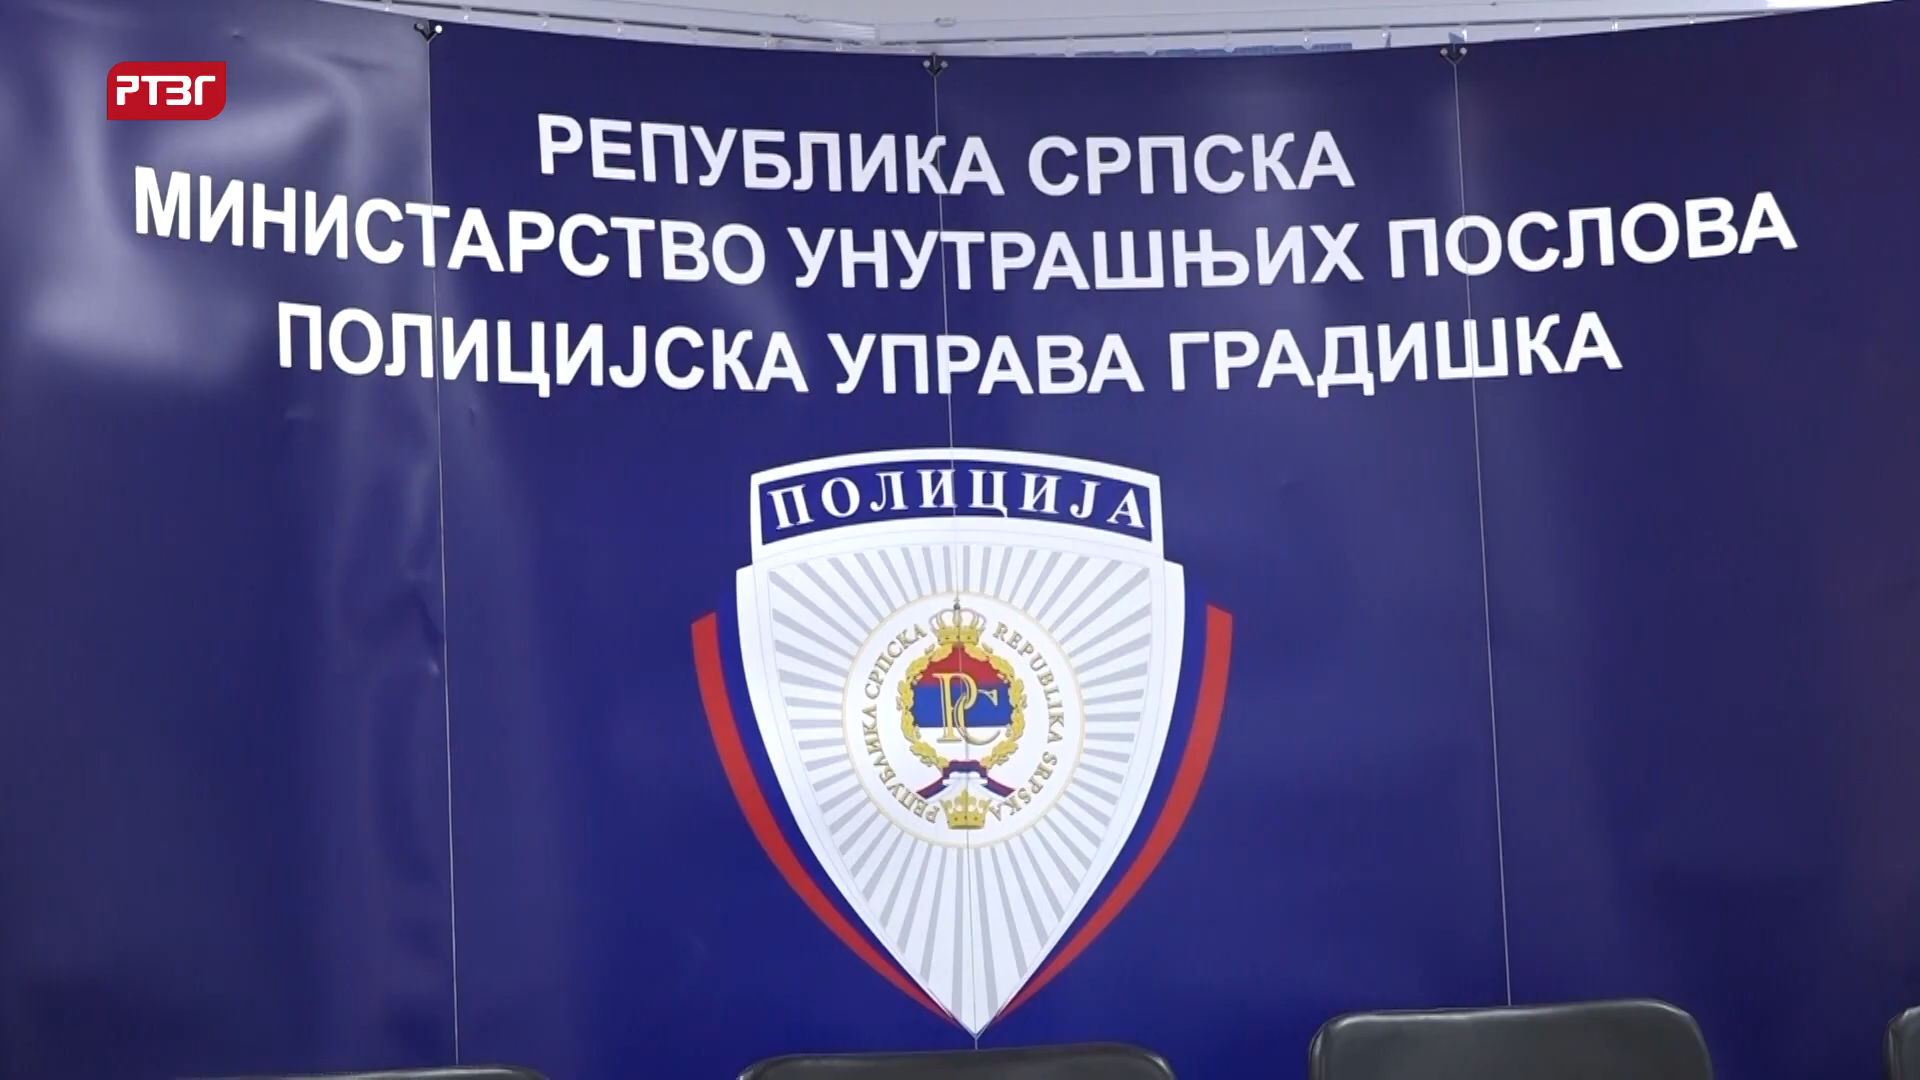 РТВГ
РЕПУБЛИКА СРПСКА
МИНИСТАРСТВО УНУТРАШЊИХ ПОСЛОВА
ПОЛИЦИЈСКА УПРАВА ГРАДИШКА
ПОЛИЦИЈА
РЕПУБЛИКА СРПСКА REPUBLIKA SRPSKA
РС